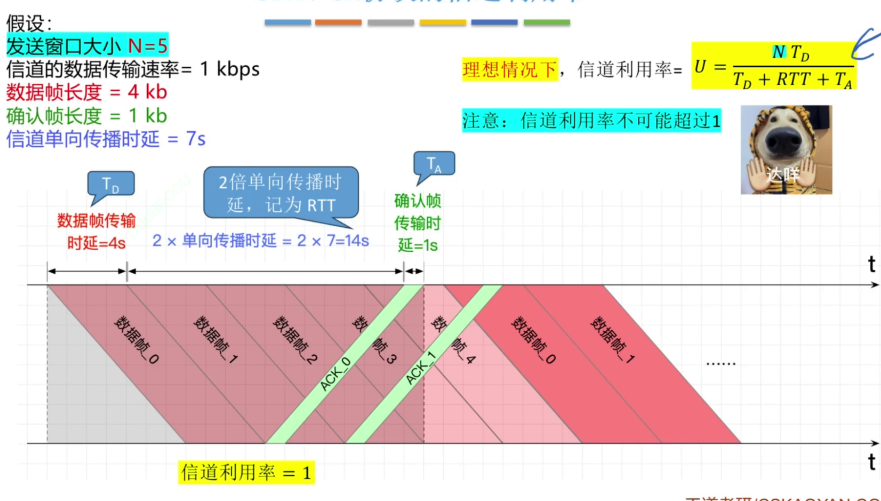 假设：
发送窗口大小 N=5
信道的数据传输速率= 1 kbps
数据帧长度 = 4 kb
确认帧长度 = 1 kb
信道单向传播时延 = 7s
理想情况下，信道利用率= U = N T_D / (T_D + RTT + T_A)
注意：信道利用率不可能超过1
达咩
T_D
2倍单向传播时
延，记为 RTT
T_A
数据帧传输
时延=4s
2 × 单向传播时延 = 2 × 7=14s
确认帧
传输时
延=1s
t
数据帧_0
数据帧_1
数据帧_2
数据帧_3
数据帧_4
数据帧_0
数据帧_1
ACK_0
ACK_1
......
t
信道利用率 = 1